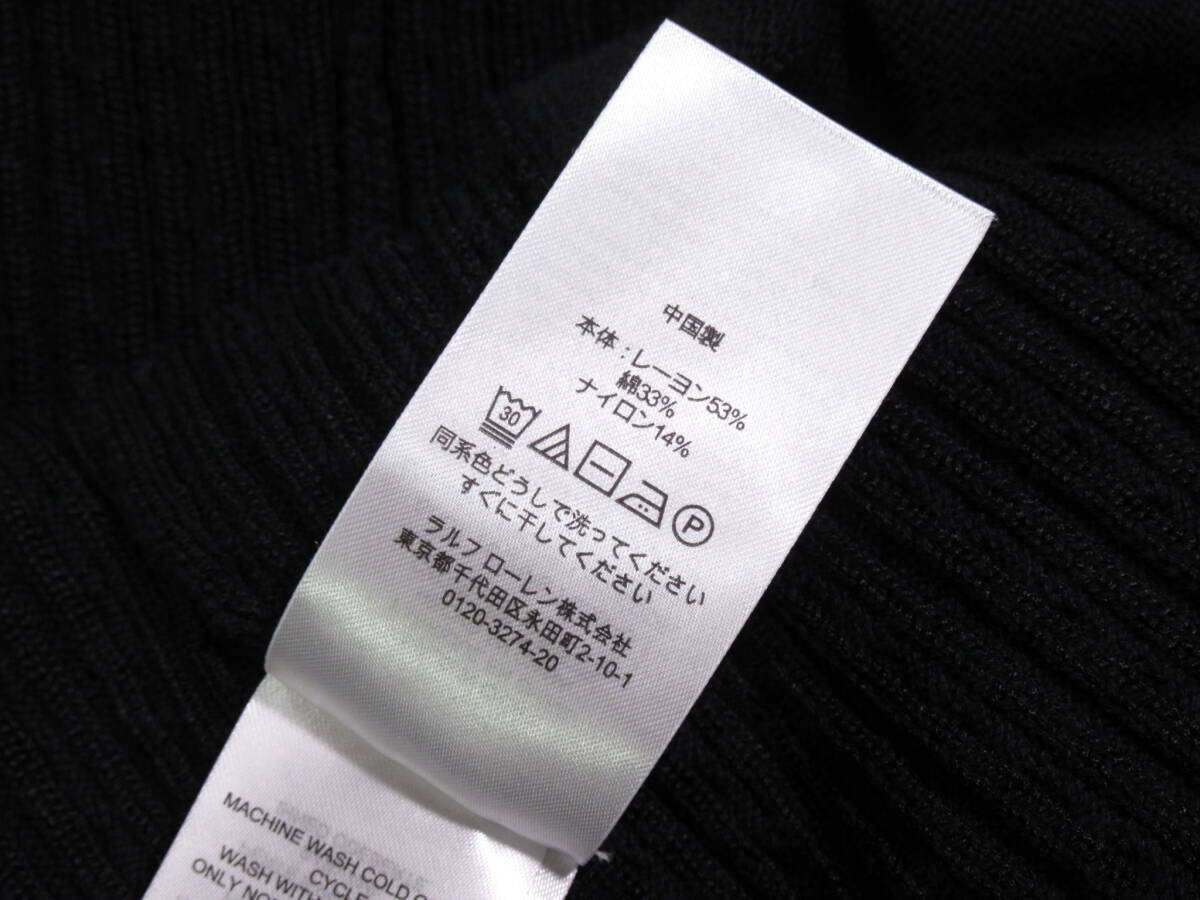 中国製
本体：レーヨン53%
綿33%
ナイロン14%
30 P
同系色どうしで洗ってください
すぐに干してください
ラルフ ローレン株式会社
東京都千代田区永田町2-10-1
0120-3274-20
MACHINE WASH COLD
CYCLE
WASH WITH
ONLY